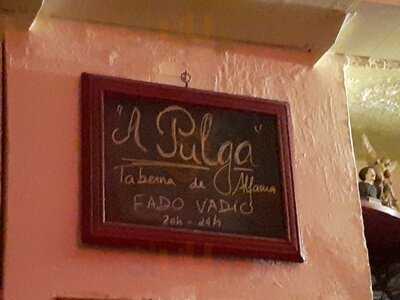 "A Pulga"
Taberna de Alfama
FADO VADIO
20h - 24h